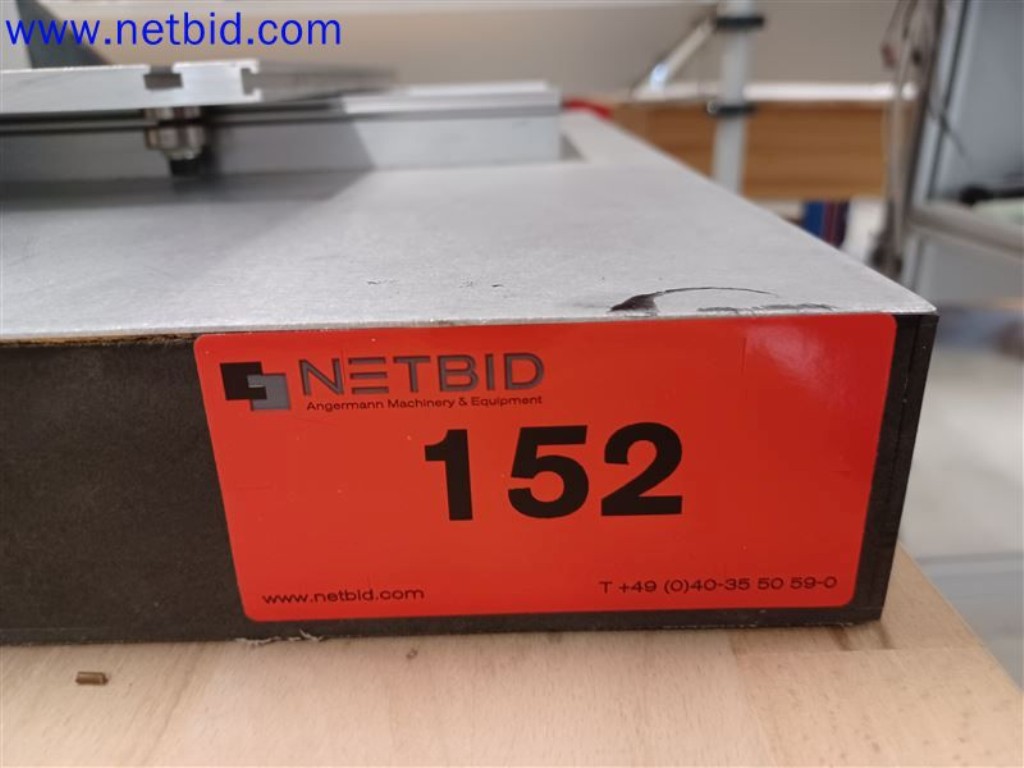 www.netbid.com
NETBID
Angermann Machinery & Equipment
152
www.netbid.com
T +49 (0)40-35 50 59-0